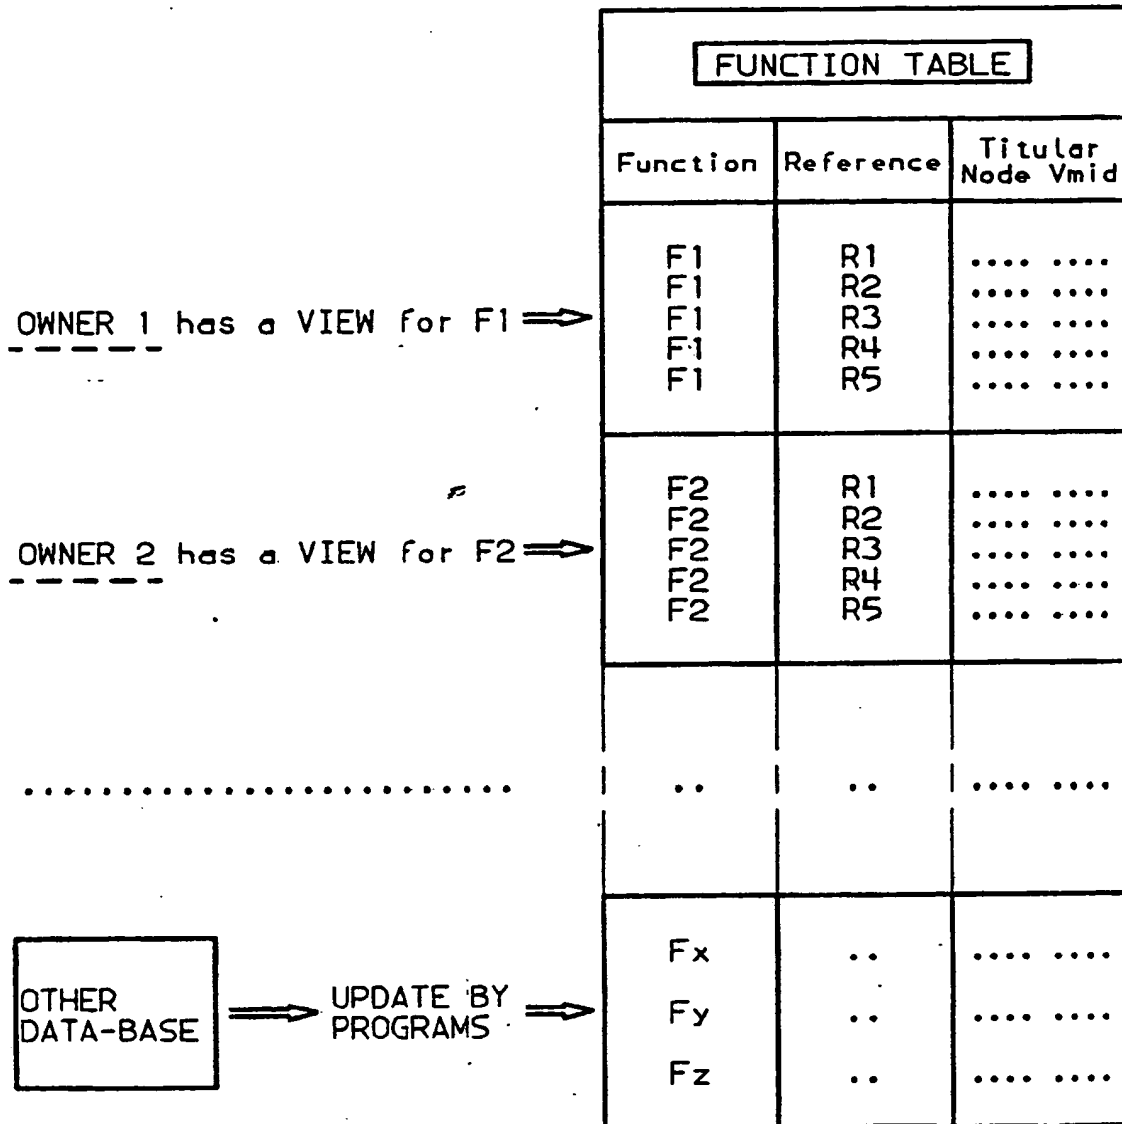 FUNCTION TABLE
Function Reference Titular Node Vmid
F1 R1 .... ....
F1 R2 .... ....
OWNER 1 has a VIEW for F1 F1 R3 .... ....
F1 R4 .... ....
F1 R5 .... ....
F2 R1 .... ....
F2 R2 .... ....
OWNER 2 has a VIEW for F2 F2 R3 .... ....
F2 R4 .... ....
F2 R5 .... ....
........................ .. .. .... ....
Fx .. .... ....
OTHER DATA-BASE UPDATE BY PROGRAMS Fy .. .... ....
Fz .. .... ....